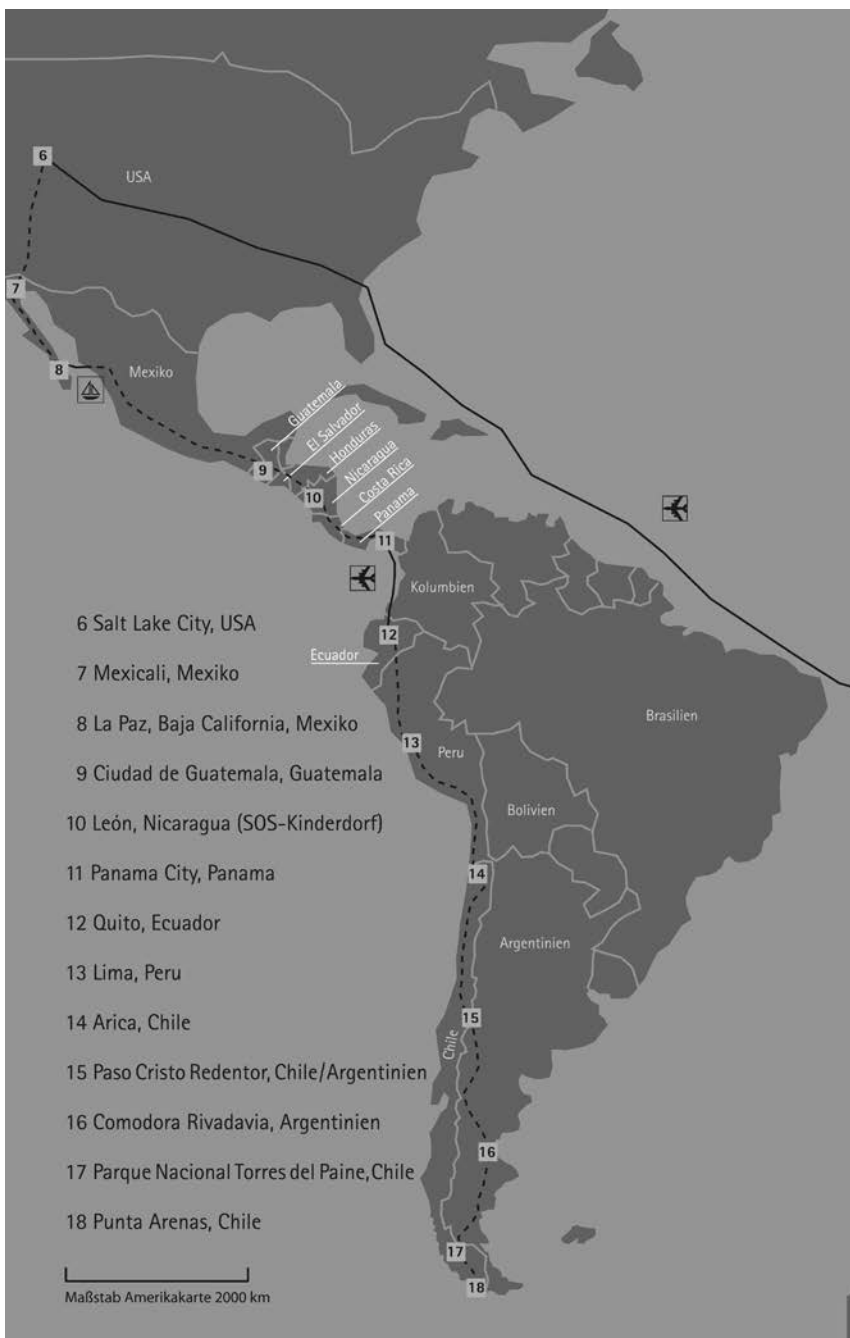 6
USA
7
8
Mexiko
Guatemala
El Salvador
Honduras
Nicaragua
Costa Rica
Panama
9
10
11
Kolumbien
12
Ecuador
13
Peru
Brasilien
Bolivien
14
Argentinien
15
Chile
16
17
18
6 Salt Lake City, USA
7 Mexicali, Mexiko
8 La Paz, Baja California, Mexiko
9 Ciudad de Guatemala, Guatemala
10 León, Nicaragua (SOS-Kinderdorf)
11 Panama City, Panama
12 Quito, Ecuador
13 Lima, Peru
14 Arica, Chile
15 Paso Cristo Redentor, Chile/Argentinien
16 Comodora Rivadavia, Argentinien
17 Parque Nacional Torres del Paine, Chile
18 Punta Arenas, Chile
Maßstab Amerikakarte 2000 km